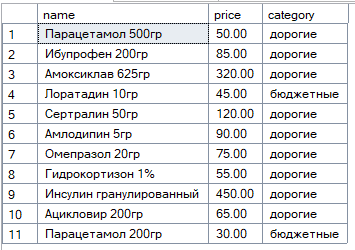 name price category
1 Парацетамол 500гр 50.00 дорогие
2 Ибупрофен 200гр 85.00 дорогие
3 Амоксиклав 625гр 320.00 дорогие
4 Лоратадин 10гр 45.00 бюджетные
5 Сертралин 50гр 120.00 дорогие
6 Амлодипин 5гр 90.00 дорогие
7 Омепразол 20гр 75.00 дорогие
8 Гидрокортизон 1% 55.00 дорогие
9 Инсулин гранулированный 450.00 дорогие
10 Ацикловир 200гр 65.00 дорогие
11 Парацетамол 200гр 30.00 бюджетные